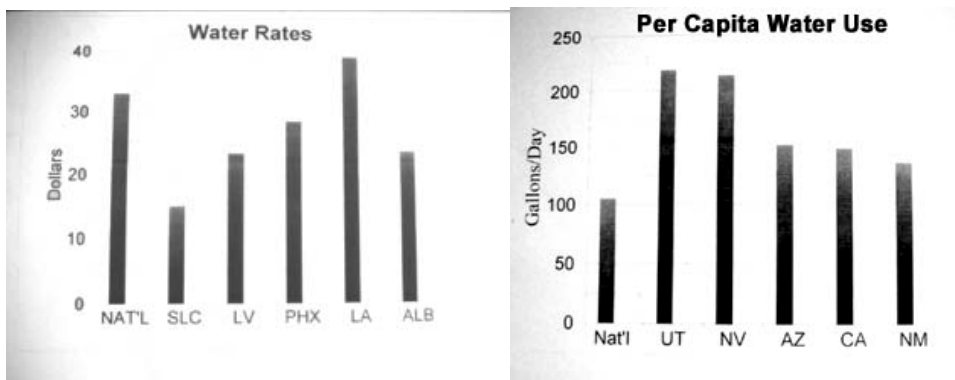 Water Rates
40
30
20
10
0
Dollars
NAT'L SLC LV PHX LA ALB
Per Capita Water Use
250
200
150
100
50
0
Gallons/Day
Nat'l UT NV AZ CA NM